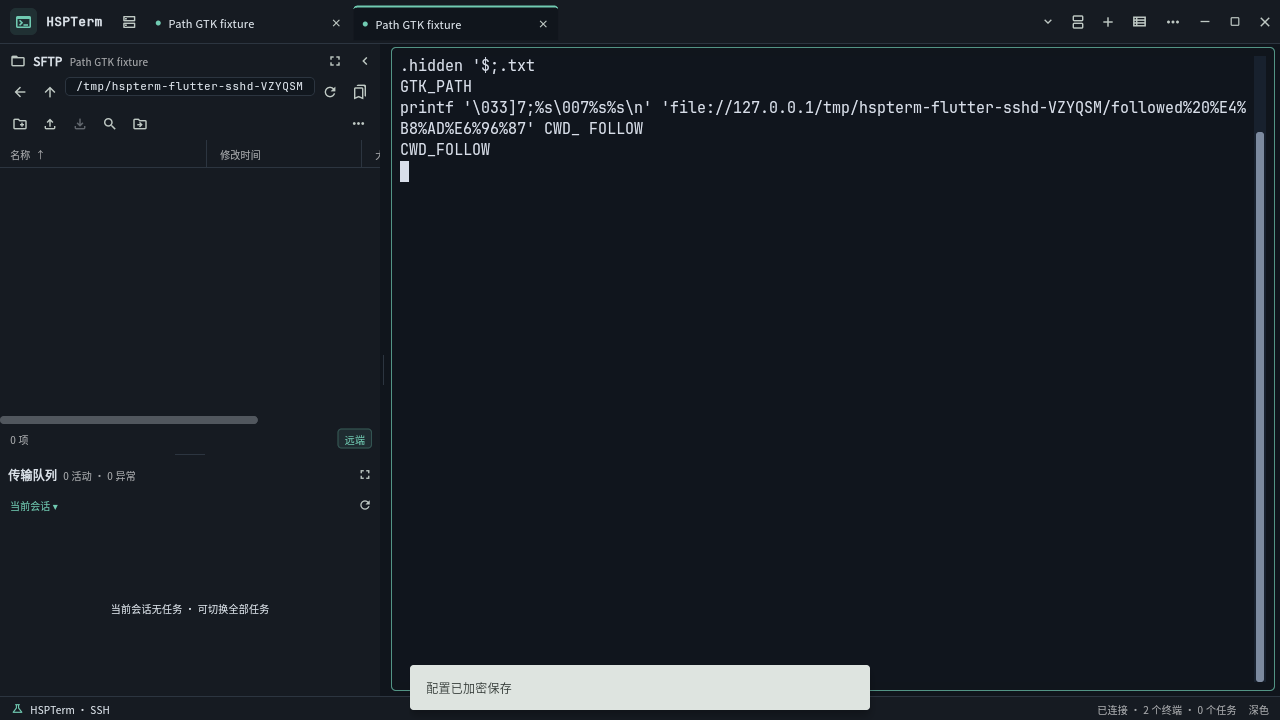 HSPTerm
Path GTK fixture
Path GTK fixture
SFTP Path GTK fixture
/tmp/hspterm-flutter-sshd-VZYQSM
名称 ↑ 修改时间
0 项 远端
传输队列 0 活动 · 0 异常
当前会话 ▾
当前会话无任务 · 可切换全部任务
.hidden '$;.txt
GTK_PATH
printf '\033]7;%s\007%s%s\n' 'file://127.0.0.1/tmp/hspterm-flutter-sshd-VZYQSM/followed%20%E4%
B8%AD%E6%96%87' CWD_ FOLLOW
CWD_FOLLOW
配置已加密保存
HSPTerm · SSH
已连接 · 2 个终端 · 0 个任务 深色